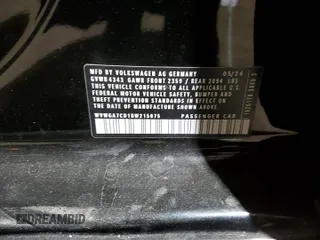 MFD BY VOLKSWAGEN AG GERMANY 05/24
GVWR 4343 GAWR FRONT 2359 / REAR 2094 LBS
THIS VEHICLE CONFORMS TO ALL APPLICABLE
FEDERAL MOTOR VEHICLE SAFETY, BUMPER AND
THEFT PREVENTION STANDARDS IN EFFECT ON
THE DATE OF MANUFACTURE SHOWN ABOVE.
WVWGA7CD1RW215075 PASSENGER CAR
DREAMBID